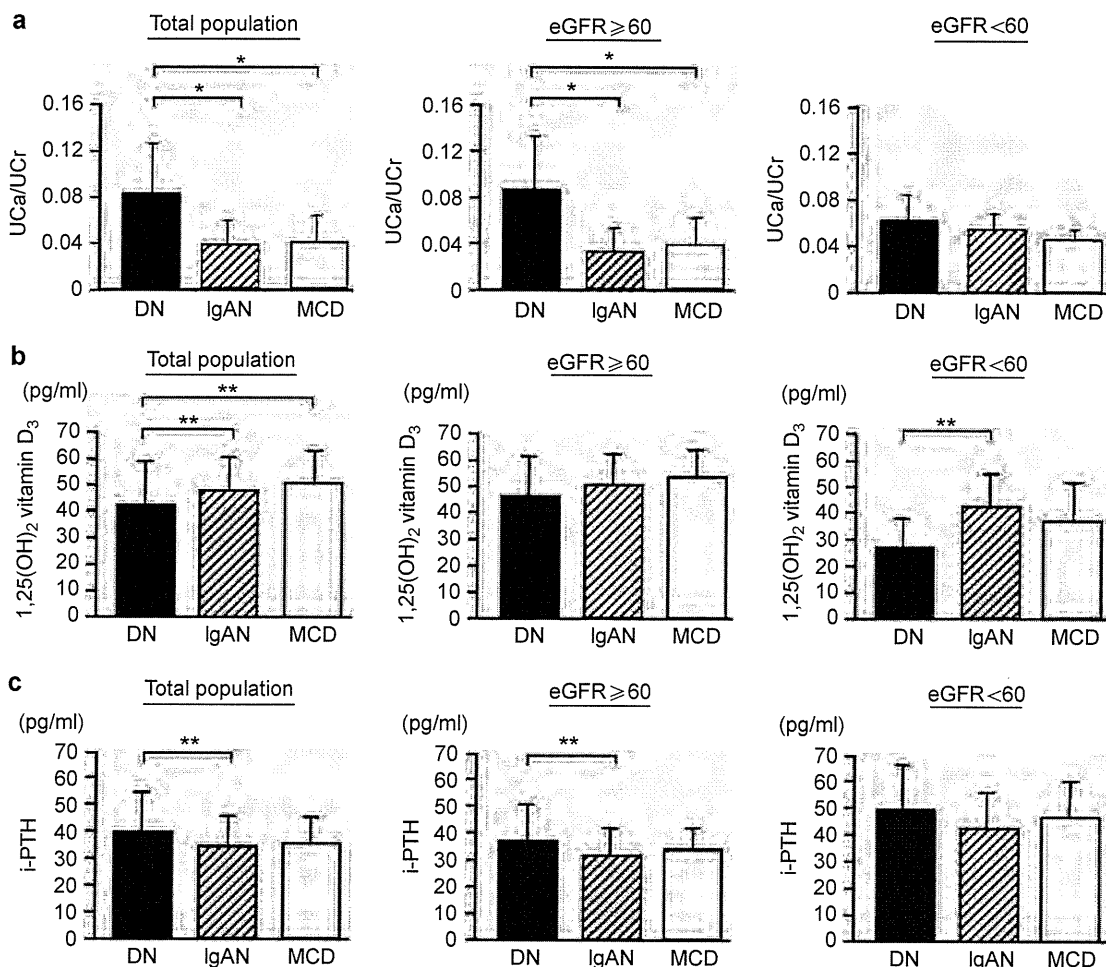 a
Total population
eGFR⩾60
eGFR<60
*
*
*
*
UCa/UCr
0.16
0.12
0.08
0.04
0
DN IgAN MCD
UCa/UCr
DN IgAN MCD
UCa/UCr
0.16
0.12
0.08
0.04
0
0.16
0.12
0.08
0.04
0
DN IgAN MCD
b
Total population
eGFR⩾60
eGFR<60
(pg/ml)
(pg/ml)
(pg/ml)
**
**
**
1,25(OH)2 vitamin D3
70
60
50
40
30
20
10
0
DN IgAN MCD
1,25(OH)2 vitamin D3
70
60
50
40
30
20
10
0
DN IgAN MCD
1,25(OH)2 vitamin D3
70
60
50
40
30
20
10
0
DN IgAN MCD
c
Total population
eGFR⩾60
eGFR<60
(pg/ml)
(pg/ml)
(pg/ml)
**
**
i-PTH
70
60
50
40
30
20
10
0
DN IgAN MCD
i-PTH
70
60
50
40
30
20
10
0
DN IgAN MCD
i-PTH
70
60
50
40
30
20
10
0
DN IgAN MCD